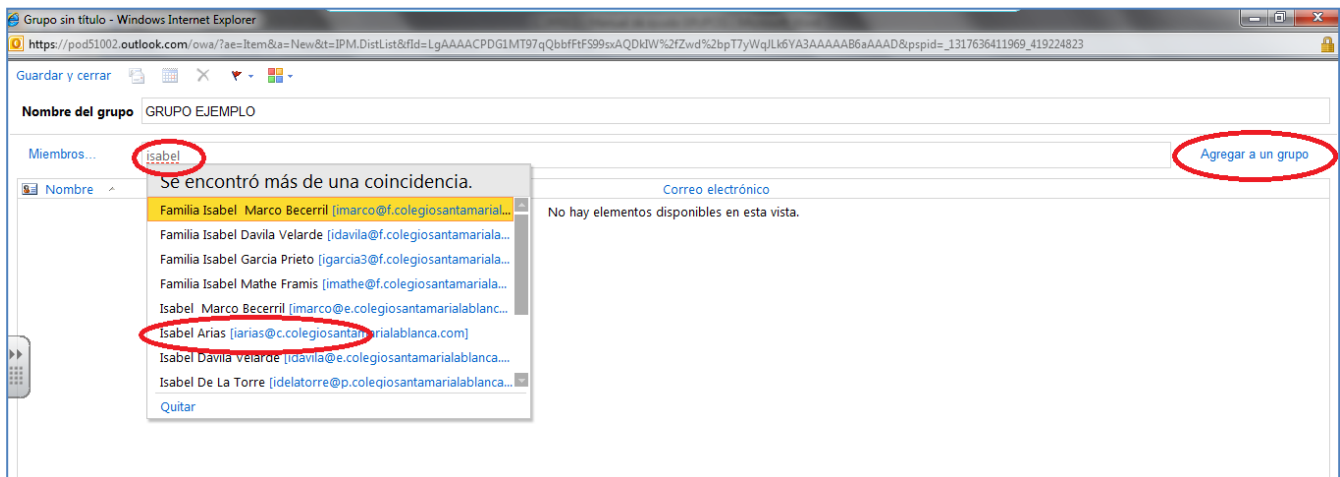 Grupo sin título - Windows Internet Explorer
https://pod51002.outlook.com/owa/?ae=Item&a=New&t=IPM.DistList&fId=LgAAAACPDG1MT97qQbbfFtFS99sxAQDkIW%2fZwd%2bpT7yWqJLk6YA3AAAAAB6aAAAD&pspid=_1317636411969_419224823
Guardar y cerrar
Nombre del grupo GRUPO EJEMPLO
Miembros... isabel Agregar a un grupo
Nombre Correo electrónico
Se encontró más de una coincidencia.
No hay elementos disponibles en esta vista.
Familia Isabel Marco Becerril [imarco@f.colegiosantamarial...
Familia Isabel Davila Velarde [idavila@f.colegiosantamariala...
Familia Isabel Garcia Prieto [igarcia3@f.colegiosantamariala...
Familia Isabel Mathe Framis [imathe@f.colegiosantamariala...
Isabel Marco Becerril [imarco@e.colegiosantamarialablanc...
Isabel Arias [iarias@c.colegiosantamarialablanca.com]
Isabel Davila Velarde [idavila@e.colegiosantamarialablanca....
Isabel De La Torre [idelatorre@p.colegiosantamarialablanca...
Quitar